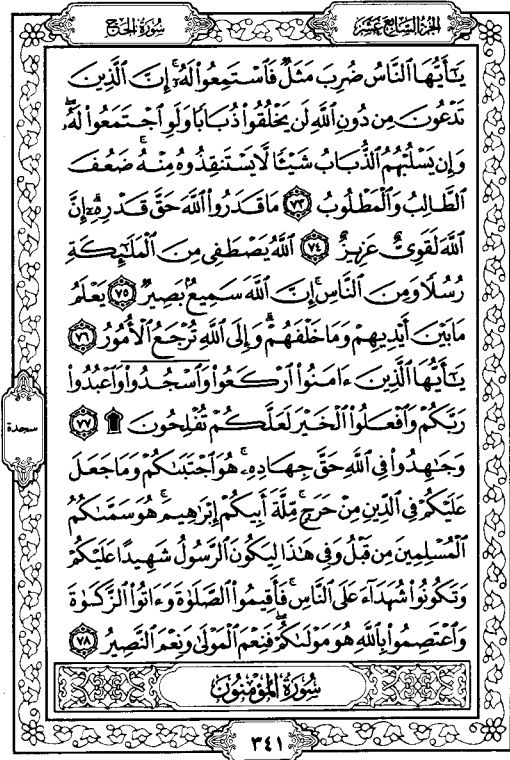 الجزء السابع عشر
سورة الحج
يَـٰٓأَيُّهَا ٱلنَّاسُ ضُرِبَ مَثَلٌ فَٱسْتَمِعُوا۟ لَهُۥٓ ۚ إِنَّ ٱلَّذِينَ
تَدْعُونَ مِن دُونِ ٱللَّهِ لَن يَخْلُقُوا۟ ذُبَابًا وَلَوِ ٱجْتَمَعُوا۟ لَهُۥ ۖ
وَإِن يَسْلُبْهُمُ ٱلذُّبَابُ شَيْـًٔا لَّا يَسْتَنقِذُوهُ مِنْهُ ۚ ضَعُفَ
ٱلطَّالِبُ وَٱلْمَطْلُوبُ ٧٣ مَا قَدَرُوا۟ ٱللَّهَ حَقَّ قَدْرِهِۦٓ ۗ إِنَّ
ٱللَّهَ لَقَوِىٌّ عَزِيزٌ ٧٤ ٱللَّهُ يَصْطَفِى مِنَ ٱلْمَلَـٰٓئِكَةِ
رُسُلًا وَمِنَ ٱلنَّاسِ ۚ إِنَّ ٱللَّهَ سَمِيعٌۢ بَصِيرٌ ٧٥ يَعْلَمُ
مَا بَيْنَ أَيْدِيهِمْ وَمَا خَلْفَهُمْ ۗ وَإِلَى ٱللَّهِ تُرْجَعُ ٱلْأُمُورُ ٧٦
يَـٰٓأَيُّهَا ٱلَّذِينَ ءَامَنُوا۟ ٱرْكَعُوا۟ وَٱسْجُدُوا۟ وَٱعْبُدُوا۟
رَبَّكُمْ وَٱفْعَلُوا۟ ٱلْخَيْرَ لَعَلَّكُمْ تُفْلِحُونَ ۩ ٧٧
سجدة
وَجَـٰهِدُوا۟ فِى ٱللَّهِ حَقَّ جِهَادِهِۦ ۚ هُوَ ٱجْتَبَىٰكُمْ وَمَا جَعَلَ
عَلَيْكُمْ فِى ٱلدِّينِ مِنْ حَرَجٍ ۚ مِّلَّةَ أَبِيكُمْ إِبْرَٰهِيمَ ۚ هُوَ سَمَّىٰكُمُ
ٱلْمُسْلِمِينَ مِن قَبْلُ وَفِى هَـٰذَا لِيَكُونَ ٱلرَّسُولُ شَهِيدًا عَلَيْكُمْ
وَتَكُونُوا۟ شُهَدَآءَ عَلَى ٱلنَّاسِ ۚ فَأَقِيمُوا۟ ٱلصَّلَوٰةَ وَءَاتُوا۟ ٱلزَّكَوٰةَ
وَٱعْتَصِمُوا۟ بِٱللَّهِ هُوَ مَوْلَىٰكُمْ ۖ فَنِعْمَ ٱلْمَوْلَىٰ وَنِعْمَ ٱلنَّصِيرُ ٧٨
سورة المؤمنون
٣٤١